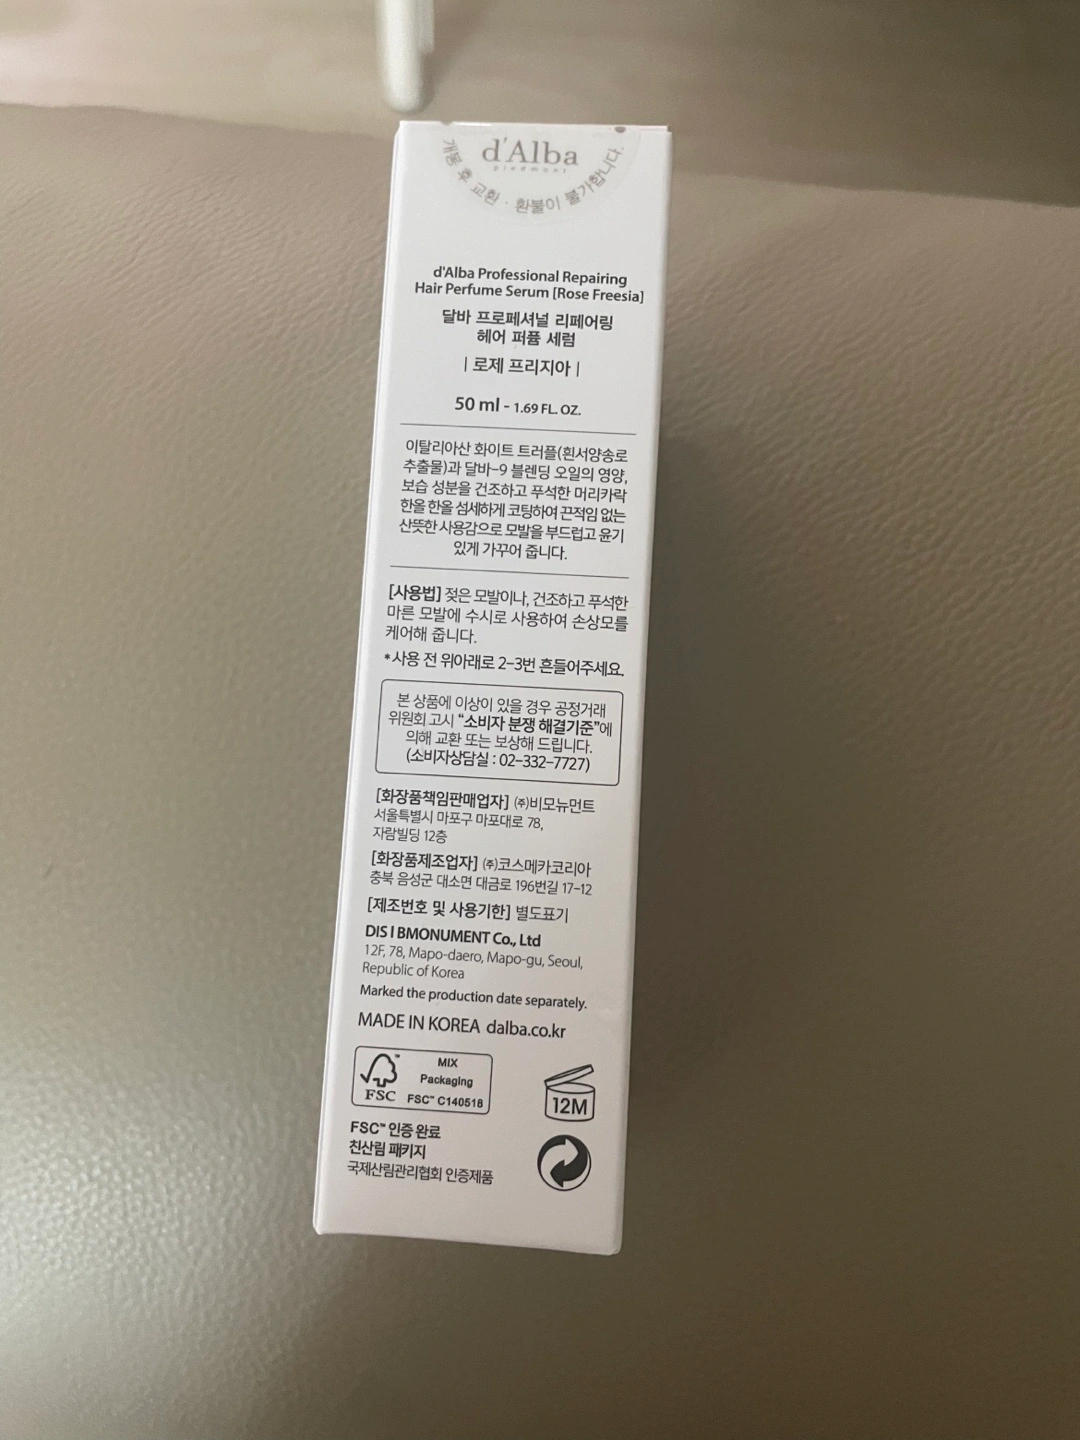 d'Alba
piedmont
개봉 후 교환 · 환불이 불가합니다.
d'Alba Professional Repairing
Hair Perfume Serum [Rose Freesia]
달바 프로페셔널 리페어링
헤어 퍼퓸 세럼
| 로제 프리지아 |
50 ml - 1.69 FL. OZ.
이탈리아산 화이트 트러플(흰서양송로
추출물)과 달바-9 블렌딩 오일의 영양,
보습 성분을 건조하고 푸석한 머리카락
한올 한올 섬세하게 코팅하여 끈적임 없는
산뜻한 사용감으로 모발을 부드럽고 윤기
있게 가꾸어 줍니다.
[사용법] 젖은 모발이나, 건조하고 푸석한
마른 모발에 수시로 사용하여 손상모를
케어해 줍니다.
*사용 전 위아래로 2-3번 흔들어주세요.
본 상품에 이상이 있을 경우 공정거래
위원회 고시 “소비자 분쟁 해결기준”에
의해 교환 또는 보상해 드립니다.
(소비자상담실 : 02-332-7727)
[화장품책임판매업자] ㈜비모뉴먼트
서울특별시 마포구 마포대로 78,
자람빌딩 12층
[화장품제조업자] ㈜코스메카코리아
충북 음성군 대소면 대금로 196번길 17-12
[제조번호 및 사용기한] 별도표기
DIS I BMONUMENT Co., Ltd
12F, 78, Mapo-daero, Mapo-gu, Seoul,
Republic of Korea
Marked the production date separately.
MADE IN KOREA dalba.co.kr
MIX
Packaging
FSC™ C140518
FSC
12M
FSC™ 인증 완료
친산림 패키지
국제산림관리협회 인증제품